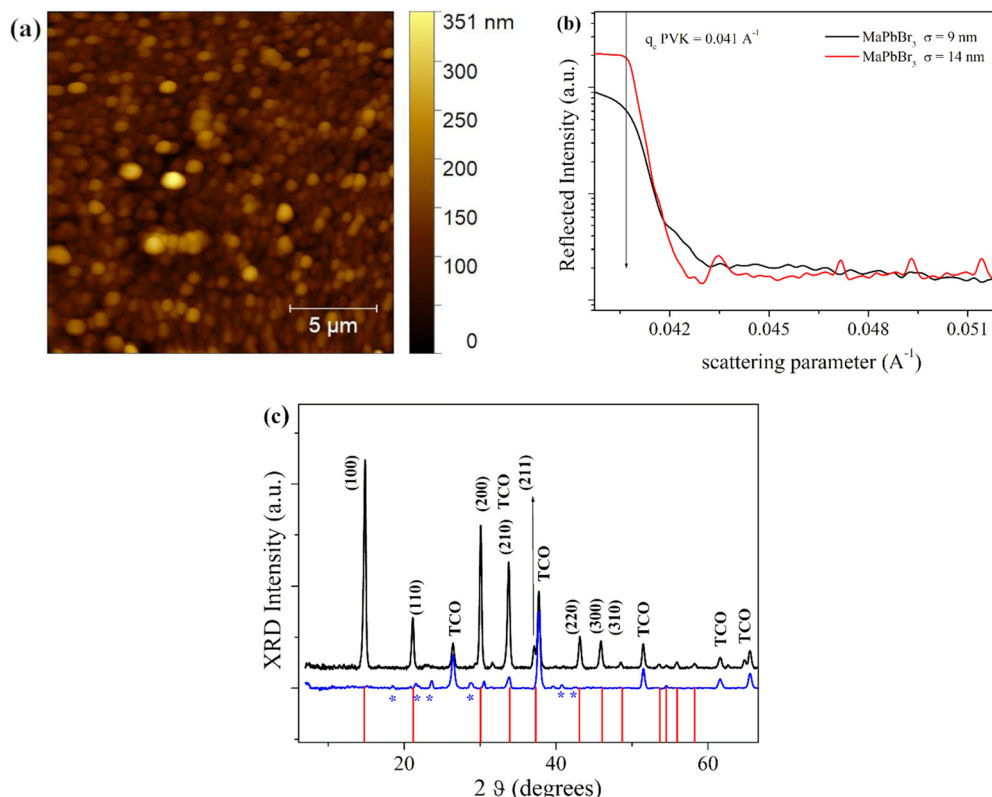 (a)
351 nm
300
250
200
150
100
0
5 µm
(b)
q_c PVK = 0.041 A⁻¹
MaPbBr₃ σ = 9 nm
MaPbBr₃ σ = 14 nm
Reflected Intensity (a.u.)
0.042 0.045 0.048 0.051
scattering parameter (A⁻¹)
(c)
XRD Intensity (a.u.)
(100)
(110)
TCO
(200)
(210) TCO
(211)
TCO
(220)
(300)
(310)
TCO
TCO
TCO
* * * * * *
20 40 60
2 ϑ (degrees)